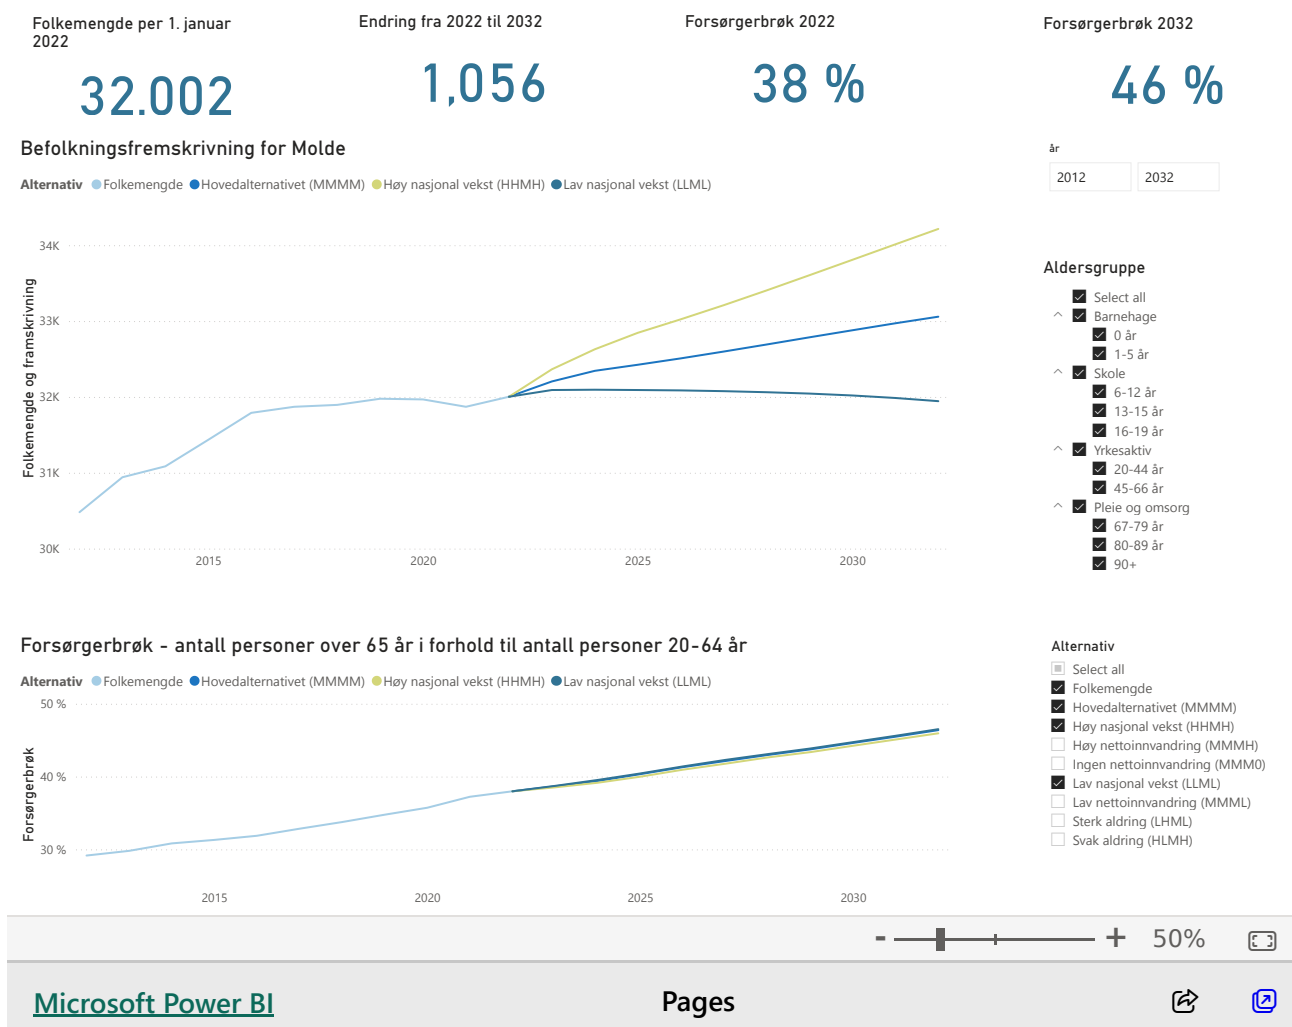 Folkemengde per 1. januar
2022
32.002
Endring fra 2022 til 2032
1,056
Forsørgerbrøk 2022
38 %
Forsørgerbrøk 2032
46 %
Befolkningsfremskrivning for Molde
Alternativ Folkemengde Hovedalternativet (MMMM) Høy nasjonal vekst (HHMH) Lav nasjonal vekst (LLML)
Folkemengde og framskrivning
34K
33K
32K
31K
30K
2015 2020 2025 2030
år
2012 2032
Aldersgruppe
Select all
Barnehage
0 år
1-5 år
Skole
6-12 år
13-15 år
16-19 år
Yrkesaktiv
20-44 år
45-66 år
Pleie og omsorg
67-79 år
80-89 år
90+
Forsørgerbrøk - antall personer over 65 år i forhold til antall personer 20-64 år
Alternativ Folkemengde Hovedalternativet (MMMM) Høy nasjonal vekst (HHMH) Lav nasjonal vekst (LLML)
Forsørgerbrøk
50 %
40 %
30 %
2015 2020 2025 2030
Alternativ
Select all
Folkemengde
Hovedalternativet (MMMM)
Høy nasjonal vekst (HHMH)
Høy nettoinnvandring (MMMH)
Ingen nettoinnvandring (MMM0)
Lav nasjonal vekst (LLML)
Lav nettoinnvandring (MMML)
Sterk aldring (LHML)
Svak aldring (HLMH)
- + 50%
Microsoft Power BI
Pages